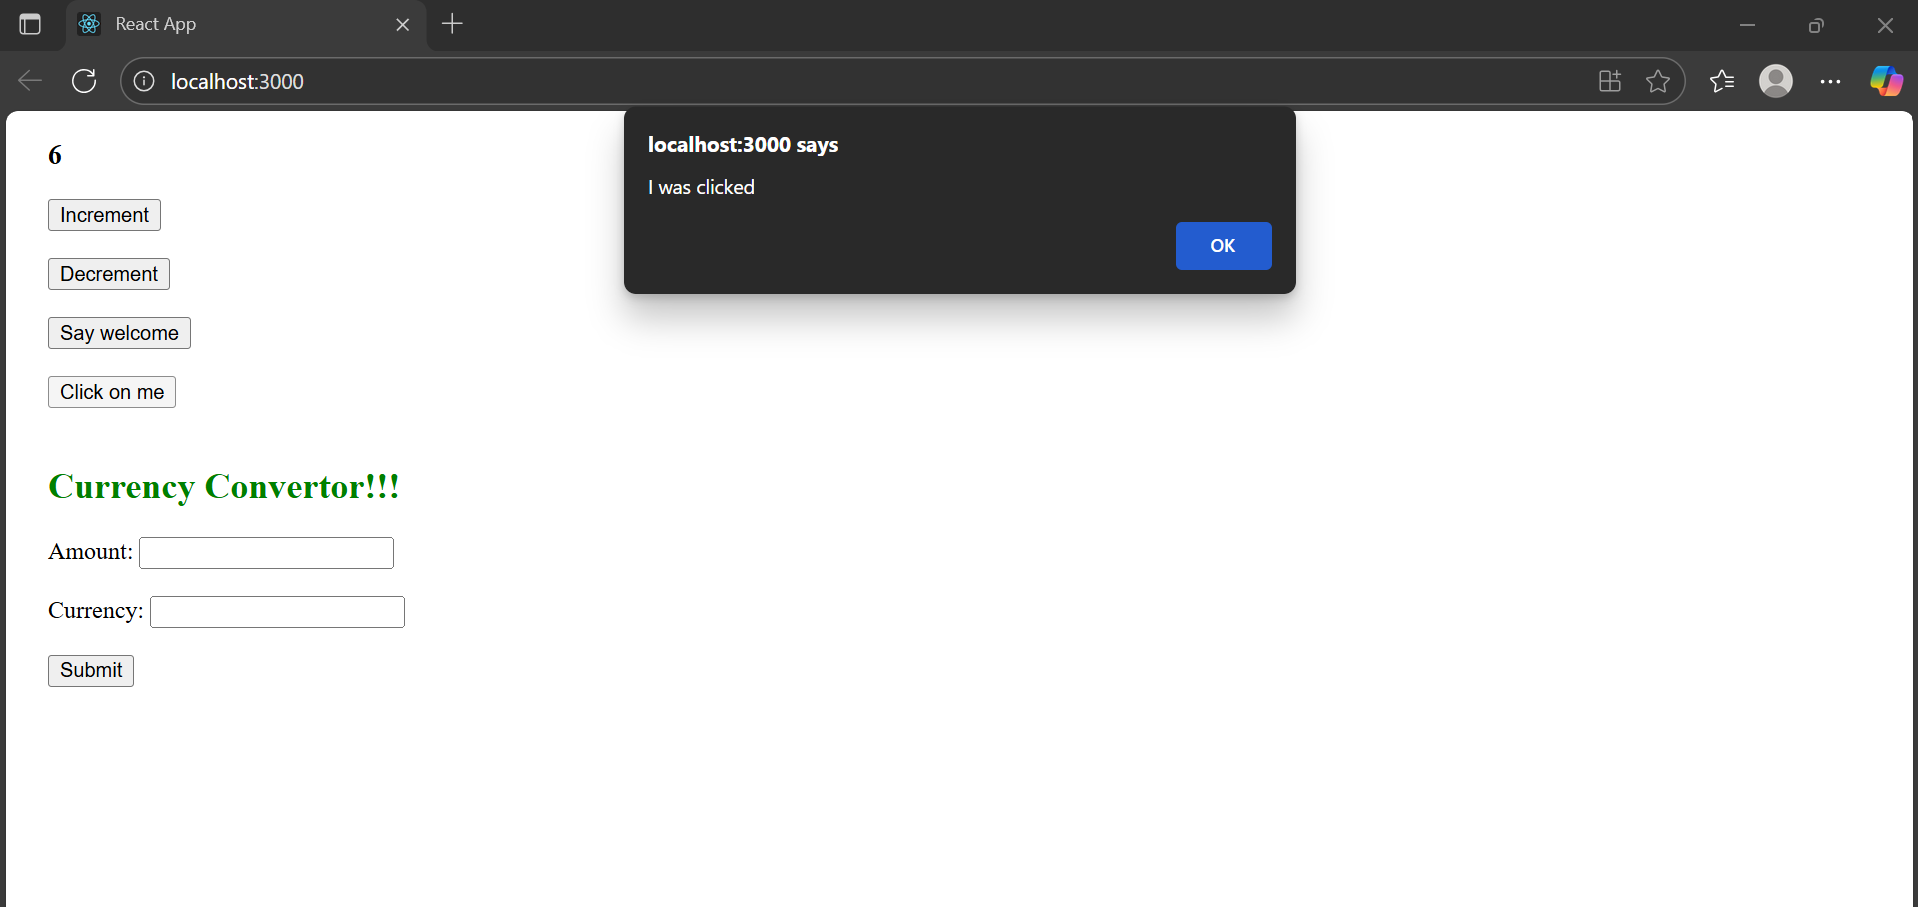 React App
localhost:3000
localhost:3000 says
I was clicked
OK
6
Increment
Decrement
Say welcome
Click on me
Currency Convertor!!!
Amount:
Currency:
Submit